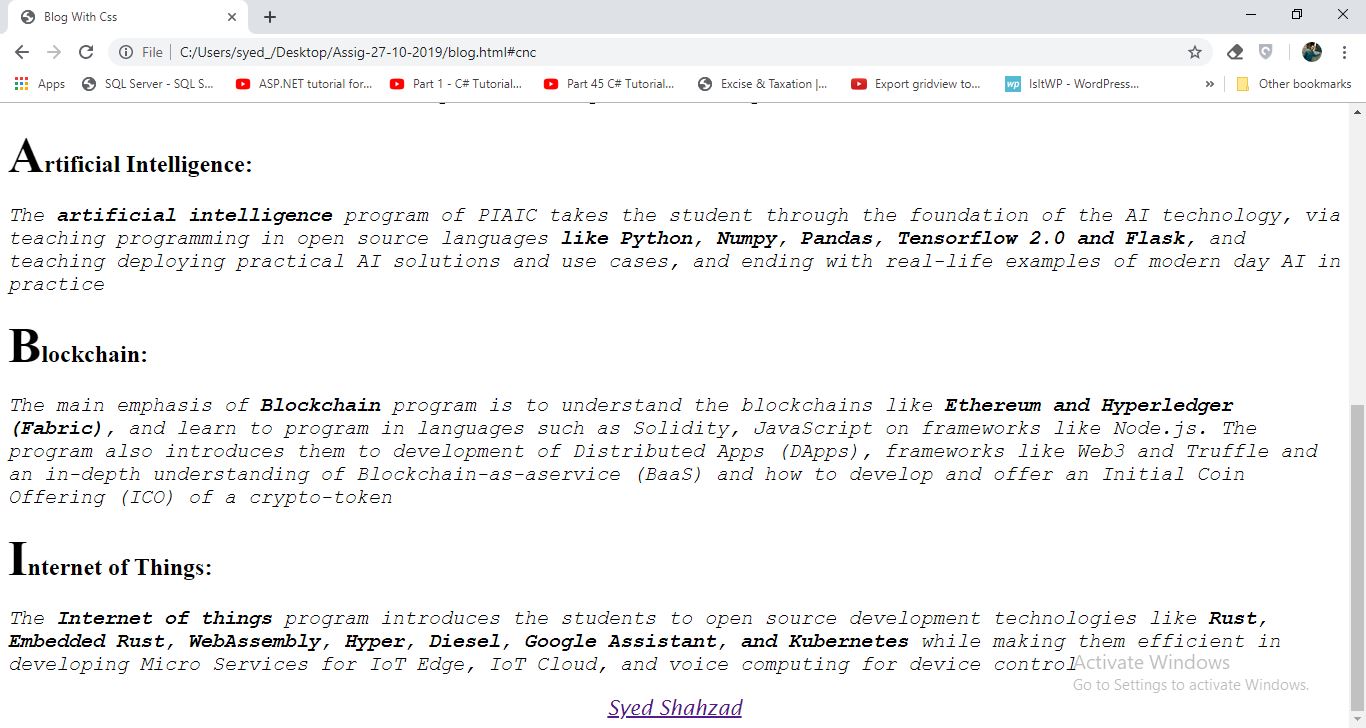 Blog With Css
File
C:/Users/syed_/Desktop/Assig-27-10-2019/blog.html#cnc
Apps
SQL Server - SQL S...
ASP.NET tutorial for...
Part 1 - C# Tutorial...
Part 45 C# Tutorial...
Excise & Taxation |...
Export gridview to...
wp
IsItWP - WordPress...
»
Other bookmarks
Artificial Intelligence:
The artificial intelligence program of PIAIC takes the student through the foundation of the AI technology, via
teaching programming in open source languages like Python, Numpy, Pandas, Tensorflow 2.0 and Flask, and
teaching deploying practical AI solutions and use cases, and ending with real-life examples of modern day AI in
practice
Blockchain:
The main emphasis of Blockchain program is to understand the blockchains like Ethereum and Hyperledger
(Fabric), and learn to program in languages such as Solidity, JavaScript on frameworks like Node.js. The
program also introduces them to development of Distributed Apps (DApps), frameworks like Web3 and Truffle and
an in-depth understanding of Blockchain-as-aservice (BaaS) and how to develop and offer an Initial Coin
Offering (ICO) of a crypto-token
Internet of Things:
The Internet of things program introduces the students to open source development technologies like Rust,
Embedded Rust, WebAssembly, Hyper, Diesel, Google Assistant, and Kubernetes while making them efficient in
developing Micro Services for IoT Edge, IoT Cloud, and voice computing for device control
Activate Windows
Go to Settings to activate Windows.
Syed Shahzad